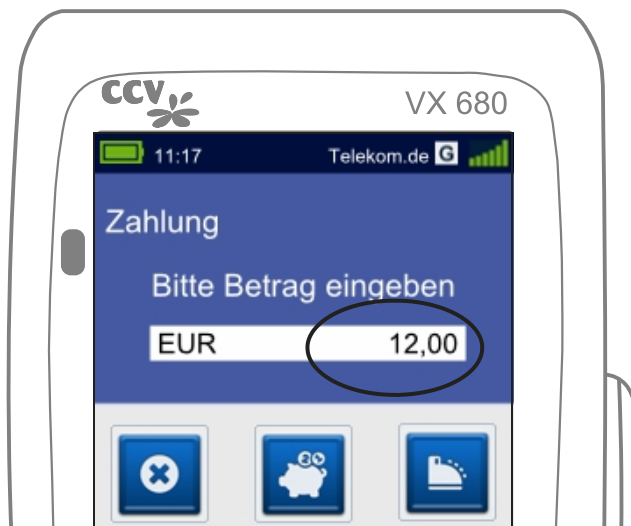 CCV
VX 680
11:17 Telekom.de G
Zahlung
Bitte Betrag eingeben
EUR 12,00